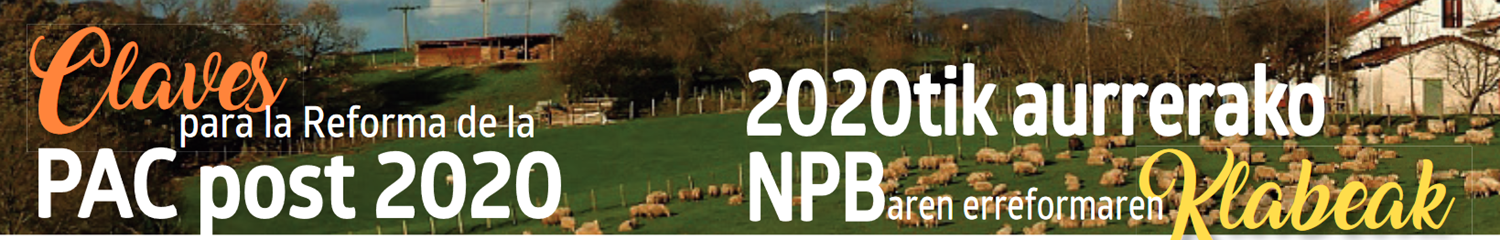 Claves
para la Reforma de la
PAC post 2020
2020tik aurrerako
NPBaren erreformaren Klabeak